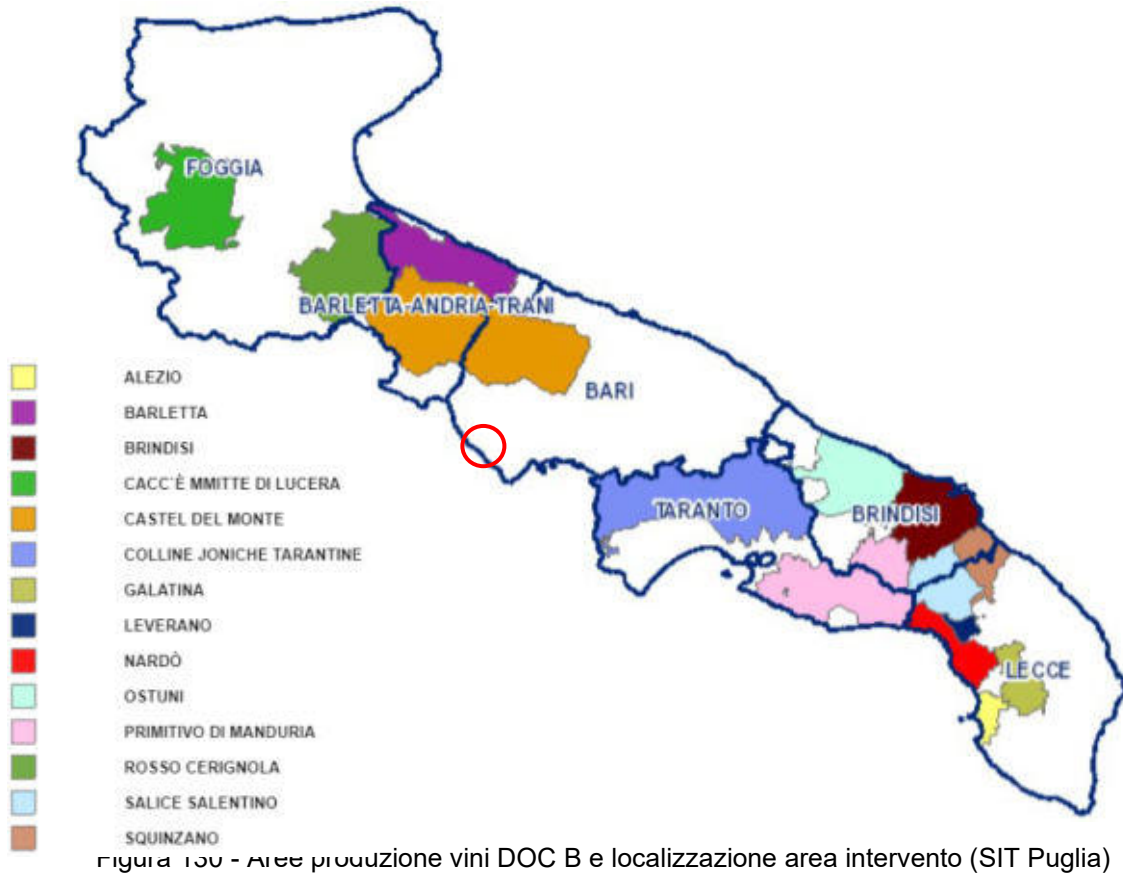 FOGGIA
BARLETTA-ANDRIA-TRANI
BARI
TARANTO
BRINDISI
LECCE
ALEZIO
BARLETTA
BRINDISI
CACC'È MMITTE DI LUCERA
CASTEL DEL MONTE
COLLINE JONICHE TARANTINE
GALATINA
LEVERANO
NARDÒ
OSTUNI
PRIMITIVO DI MANDURIA
ROSSO CERIGNOLA
SALICE SALENTINO
SQUINZANO
Figura 130 - Aree produzione vini DOC B e localizzazione area intervento (SIT Puglia)